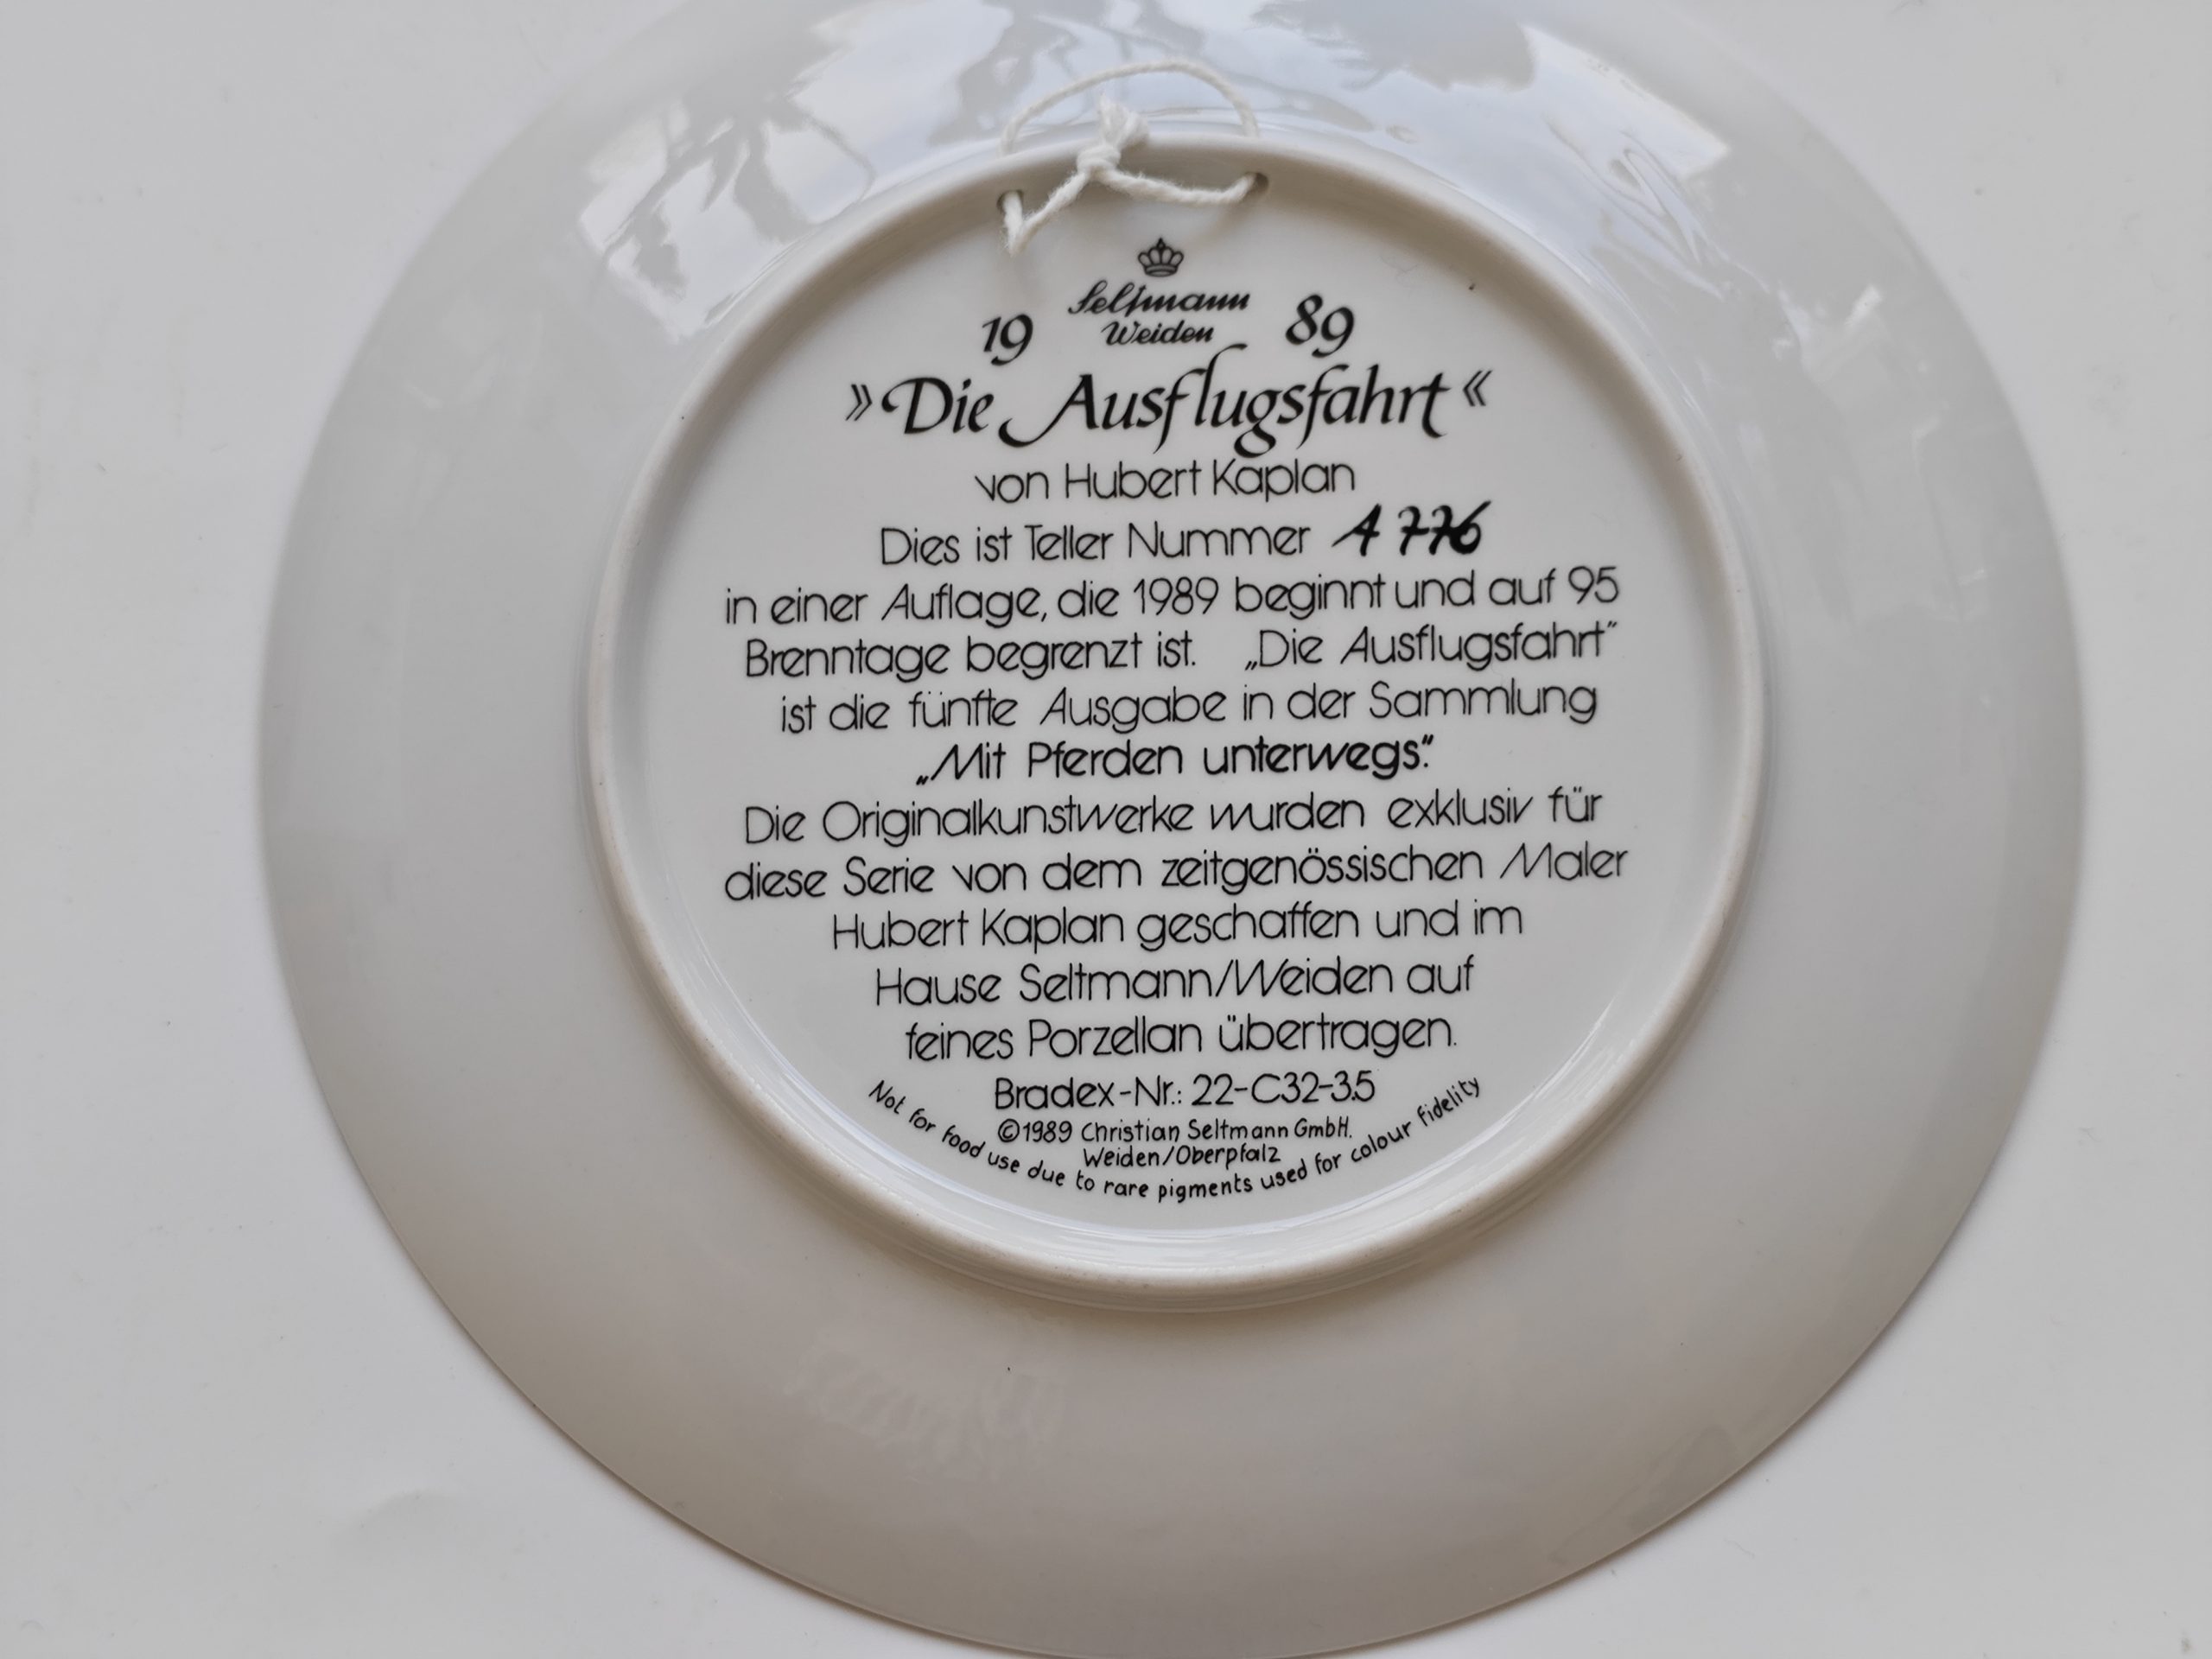 Seltmann
Weiden
19 89
»Die Ausflugsfahrt«
von Hubert Kaplan
Dies ist Teller Nummer A 776
in einer Auflage, die 1989 beginnt und auf 95
Brenntage begrenzt ist. „Die Ausflugsfahrt"
ist die fünfte Ausgabe in der Sammlung
„Mit Pferden unterwegs".
Die Originalkunstwerke wurden exklusiv für
diese Serie von dem zeitgenössischen Maler
Hubert Kaplan geschaffen und im
Hause Seltmann/Weiden auf
feines Porzellan übertragen.
Bradex-Nr.: 22-C32-3.5
©1989 Christian Seltmann GmbH.
Weiden/Oberpfalz
Not for food use due to rare pigments used for colour fidelity